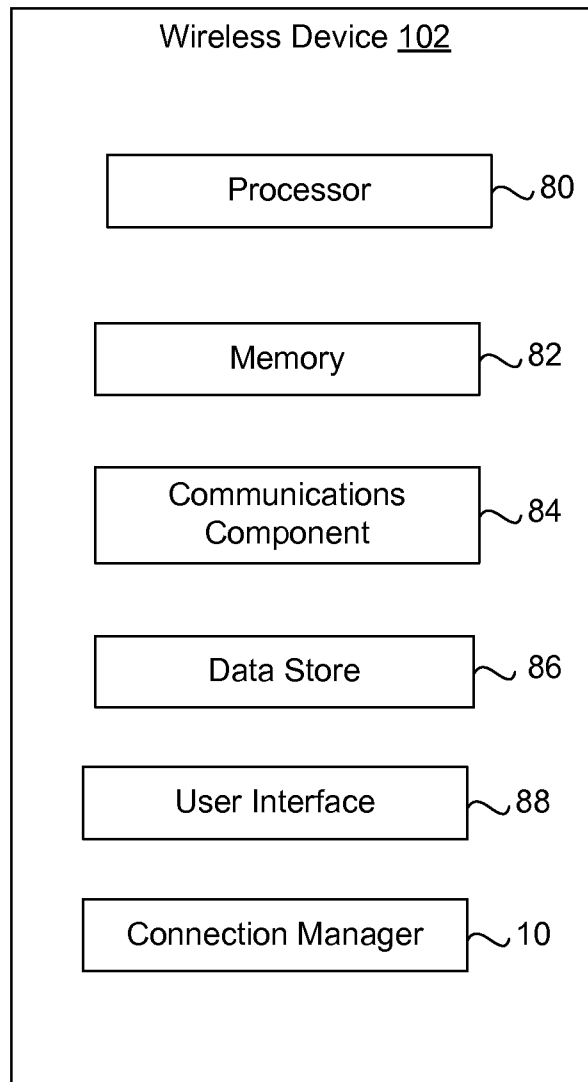 Wireless Device 102
Processor 80
Memory 82
Communications
Component 84
Data Store 86
User Interface 88
Connection Manager 10